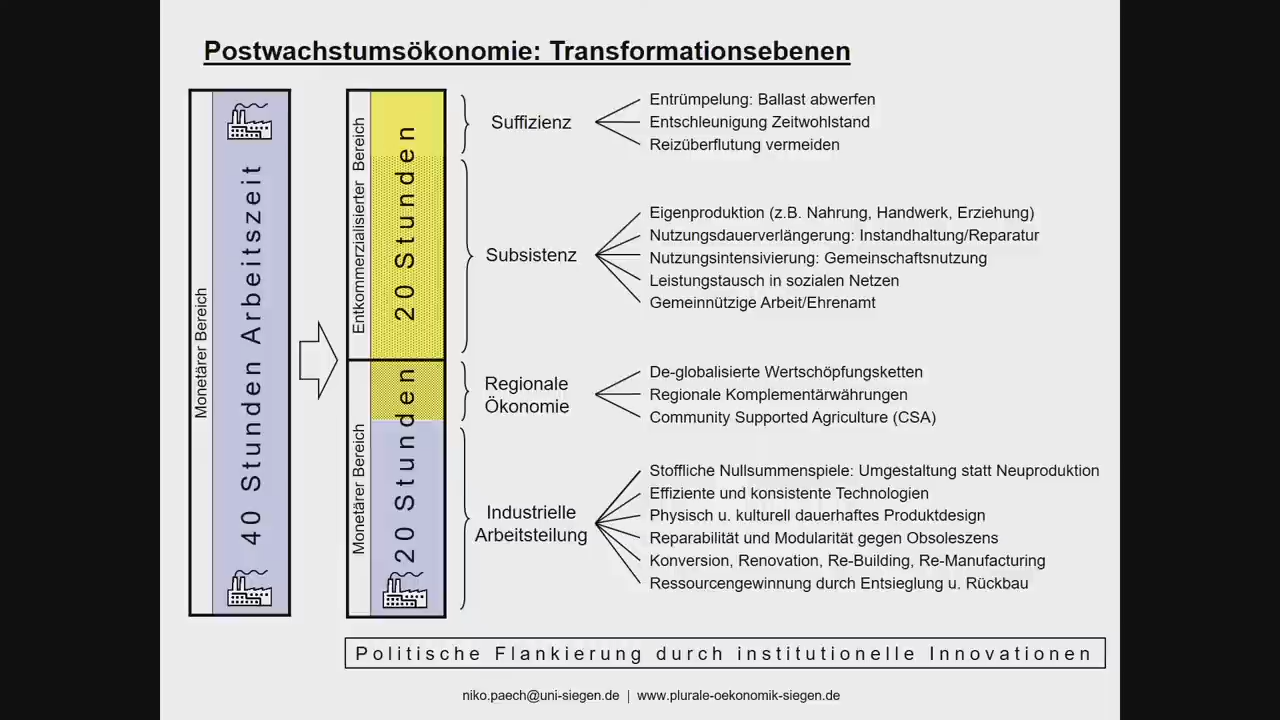 Postwachstumsökonomie: Transformationsebenen
Monetärer Bereich
40 Stunden Arbeitszeit
Entkommerzialisierter Bereich
20 Stunden
Monetärer Bereich
20 Stunden
Suffizienz
Entrümpelung: Ballast abwerfen
Entschleunigung Zeitwohlstand
Reizüberflutung vermeiden
Subsistenz
Eigenproduktion (z.B. Nahrung, Handwerk, Erziehung)
Nutzungsdauerverlängerung: Instandhaltung/Reparatur
Nutzungsintensivierung: Gemeinschaftsnutzung
Leistungstausch in sozialen Netzen
Gemeinnützige Arbeit/Ehrenamt
Regionale
Ökonomie
De-globalisierte Wertschöpfungsketten
Regionale Komplementärwährungen
Community Supported Agriculture (CSA)
Industrielle
Arbeitsteilung
Stoffliche Nullsummenspiele: Umgestaltung statt Neuproduktion
Effiziente und konsistente Technologien
Physisch u. kulturell dauerhaftes Produktdesign
Reparabilität und Modularität gegen Obsoleszens
Konversion, Renovation, Re-Building, Re-Manufacturing
Ressourcengewinnung durch Entsieglung u. Rückbau
Politische Flankierung durch institutionelle Innovationen
niko.paech@uni-siegen.de | www.plurale-oekonomik-siegen.de